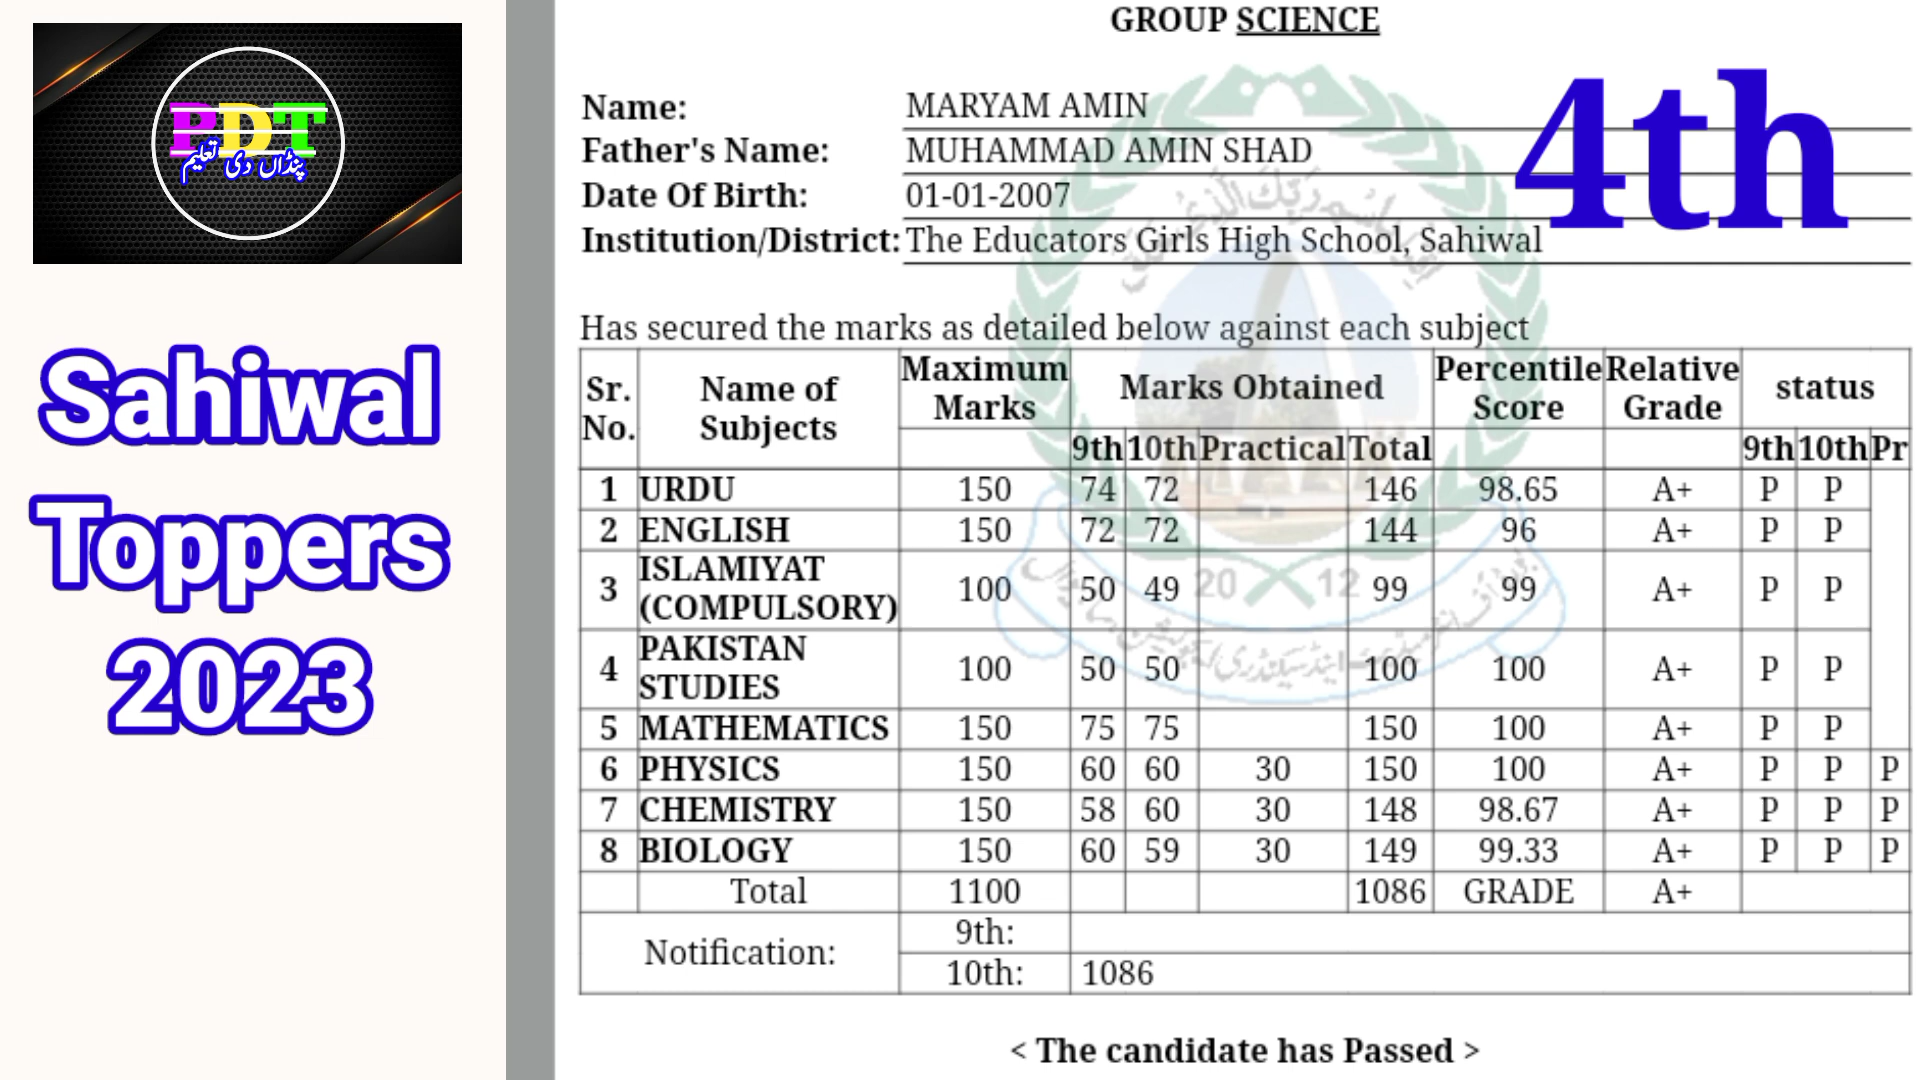 PDT
پنڈاں دی تعلیم
Sahiwal
Toppers
2023
GROUP SCIENCE
4th
Name: MARYAM AMIN
Father's Name: MUHAMMAD AMIN SHAD
Date Of Birth: 01-01-2007
Institution/District: The Educators Girls High School, Sahiwal
Has secured the marks as detailed below against each subject
Sr. No. Name of Subjects Maximum Marks Marks Obtained Percentile Score Relative Grade status
9th 10th Practical Total 9th 10th Pr
1 URDU 150 74 72 146 98.65 A+ P P
2 ENGLISH 150 72 72 144 96 A+ P P
3 ISLAMIYAT (COMPULSORY) 100 50 49 99 99 A+ P P
20 12
4 PAKISTAN STUDIES 100 50 50 100 100 A+ P P
5 MATHEMATICS 150 75 75 150 100 A+ P P
6 PHYSICS 150 60 60 30 150 100 A+ P P P
7 CHEMISTRY 150 58 60 30 148 98.67 A+ P P P
8 BIOLOGY 150 60 59 30 149 99.33 A+ P P P
Total 1100 1086 GRADE A+
Notification: 9th:
10th: 1086
< The candidate has Passed >